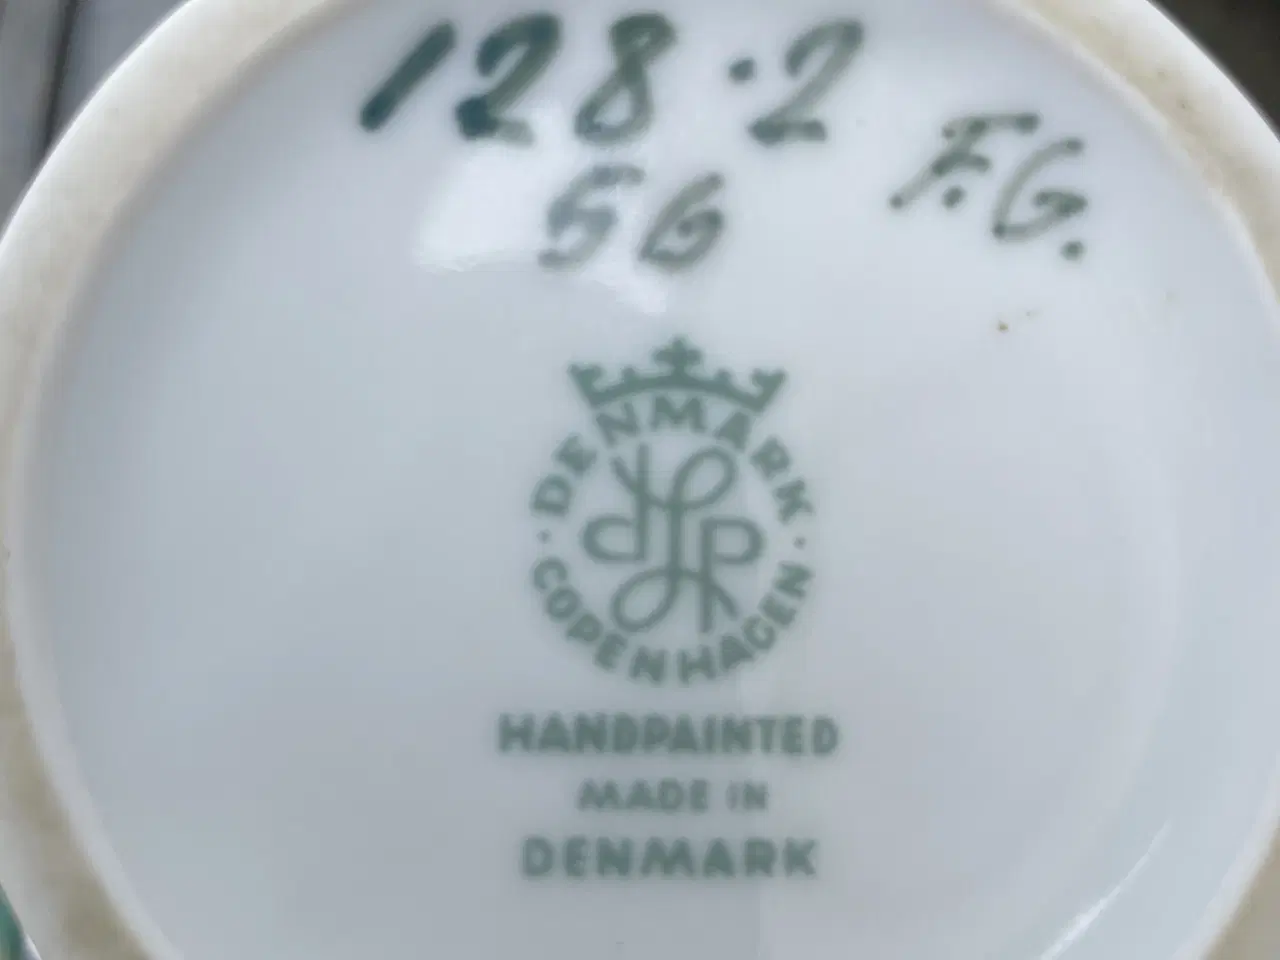 128·2
56
F.G.
DENMARK
· COPENHAGEN ·
HANDPAINTED
MADE IN
DENMARK